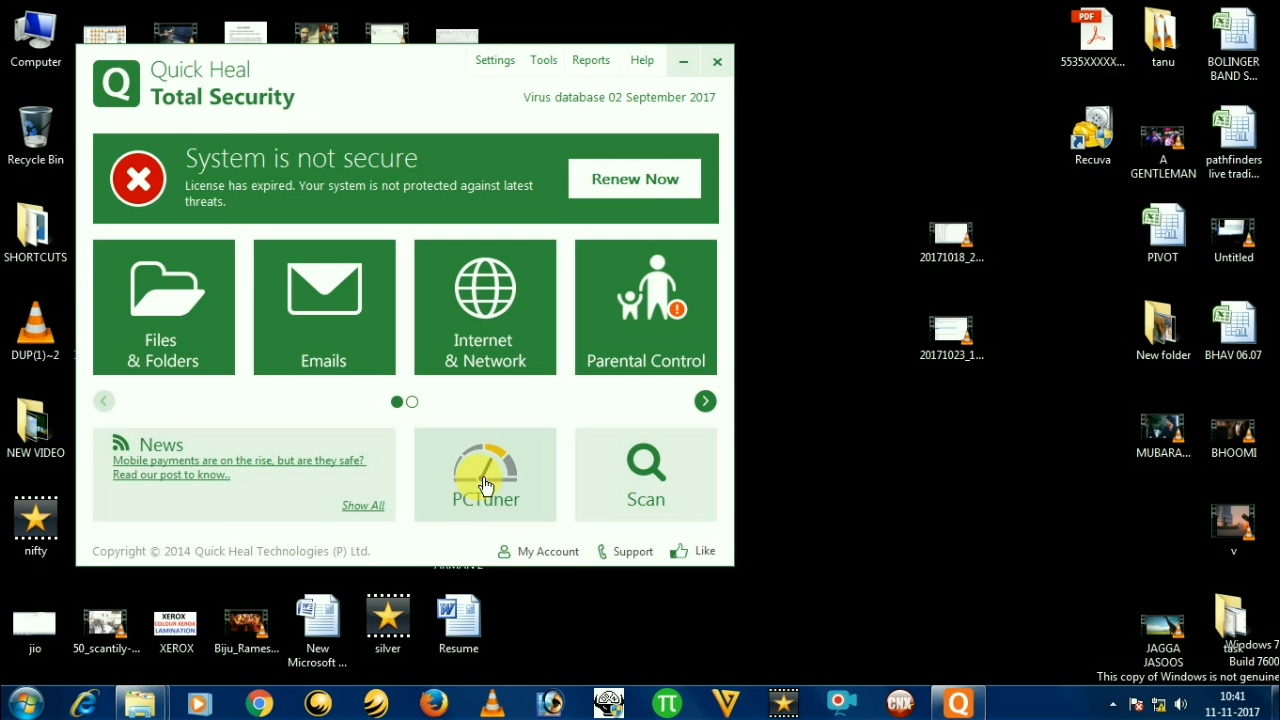 Computer
Recycle Bin
SHORTCUTS
DUP(1)~2
NEW VIDEO
nifty
jio
50_scantily-...
XEROX
COLOUR XEROX
LAMINATION
XEROX
Biju_Rames...
New
Microsoft ...
silver
Resume
Q
Quick Heal
Total Security
Settings
Tools
Reports
Help
Virus database 02 September 2017
System is not secure
License has expired. Your system is not protected against latest
threats.
Renew Now
Files
& Folders
Emails
Internet
& Network
Parental Control
News
Mobile payments are on the rise, but are they safe?
Read our post to know..
Show All
PCTuner
Scan
Copyright © 2014 Quick Heal Technologies (P) Ltd.
My Account
Support
Like
20171018_2...
20171023_1...
PDF
5535XXXXX...
tanu
BOLINGER
BAND S...
Recuva
A
GENTLEMAN
pathfinders
live tradi...
PIVOT
Untitled
New folder
BHAV 06.07
MUBARA...
BHOOMI
v
JAGGA
JASOOS
task
Windows 7
Build 7600
This copy of Windows is not genuine
CNX
Q
10:41
11-11-2017